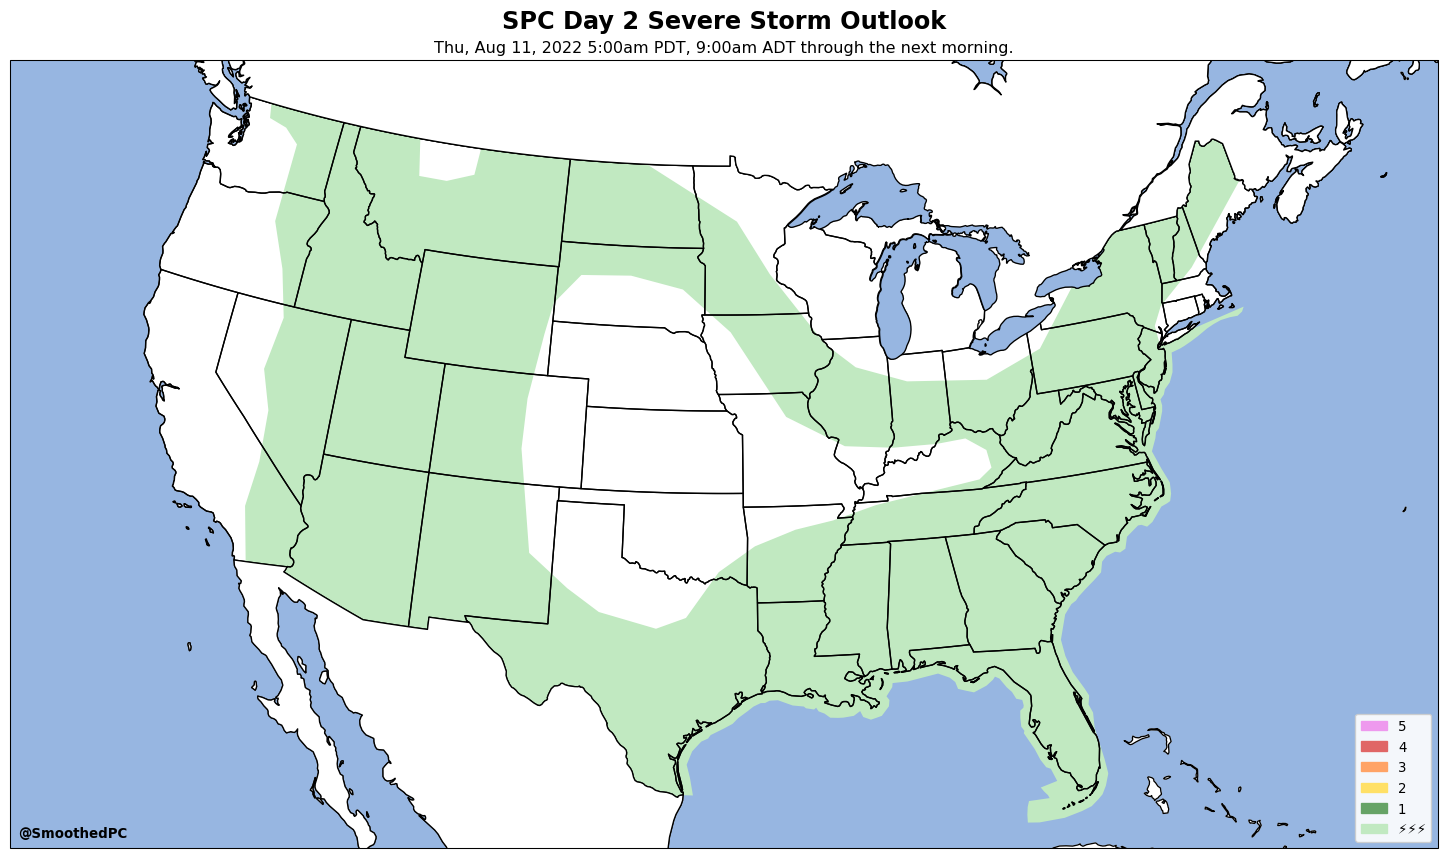 SPC Day 2 Severe Storm Outlook
Thu, Aug 11, 2022 5:00am PDT, 9:00am ADT through the next morning.
5
4
3
2
1
⚡⚡⚡
@SmoothedPC